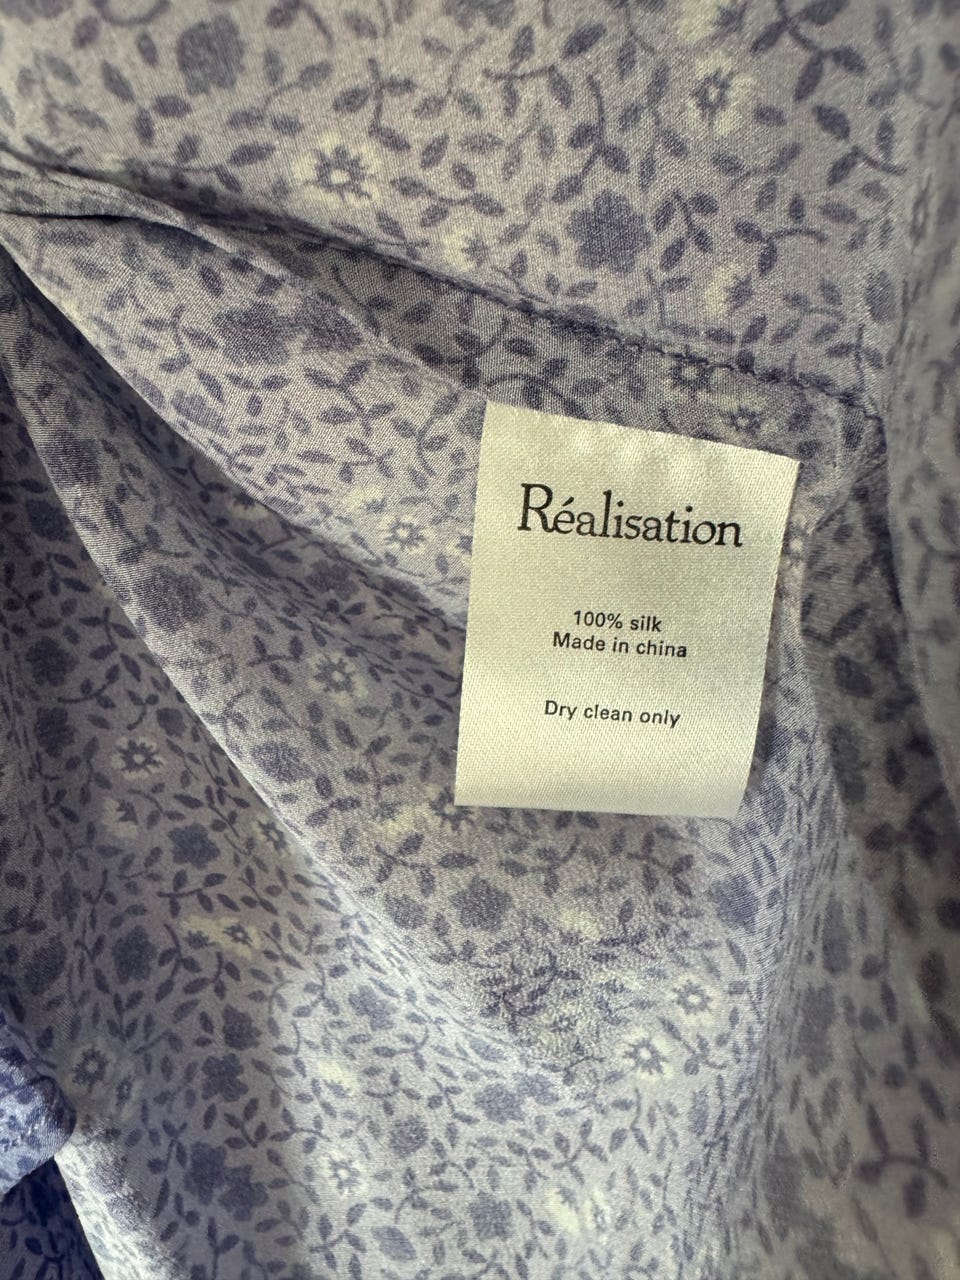 Réalisation
100% silk
Made in china
Dry clean only